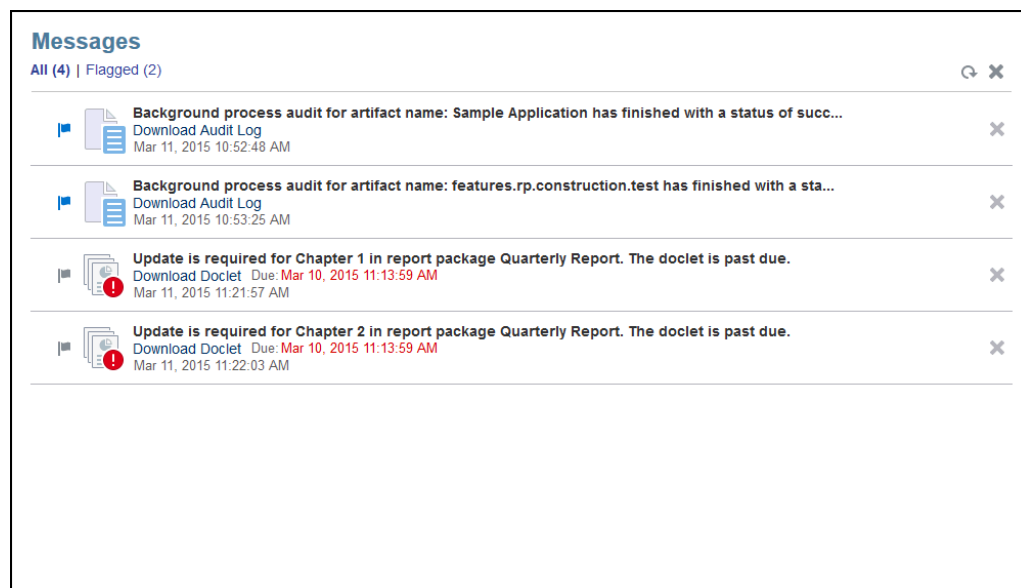 Messages
All (4) | Flagged (2)
Background process audit for artifact name: Sample Application has finished with a status of succ...
Download Audit Log
Mar 11, 2015 10:52:48 AM
Background process audit for artifact name: features.rp.construction.test has finished with a sta...
Download Audit Log
Mar 11, 2015 10:53:25 AM
Update is required for Chapter 1 in report package Quarterly Report. The doclet is past due.
Download Doclet Due: Mar 10, 2015 11:13:59 AM
Mar 11, 2015 11:21:57 AM
Update is required for Chapter 2 in report package Quarterly Report. The doclet is past due.
Download Doclet Due: Mar 10, 2015 11:13:59 AM
Mar 11, 2015 11:22:03 AM